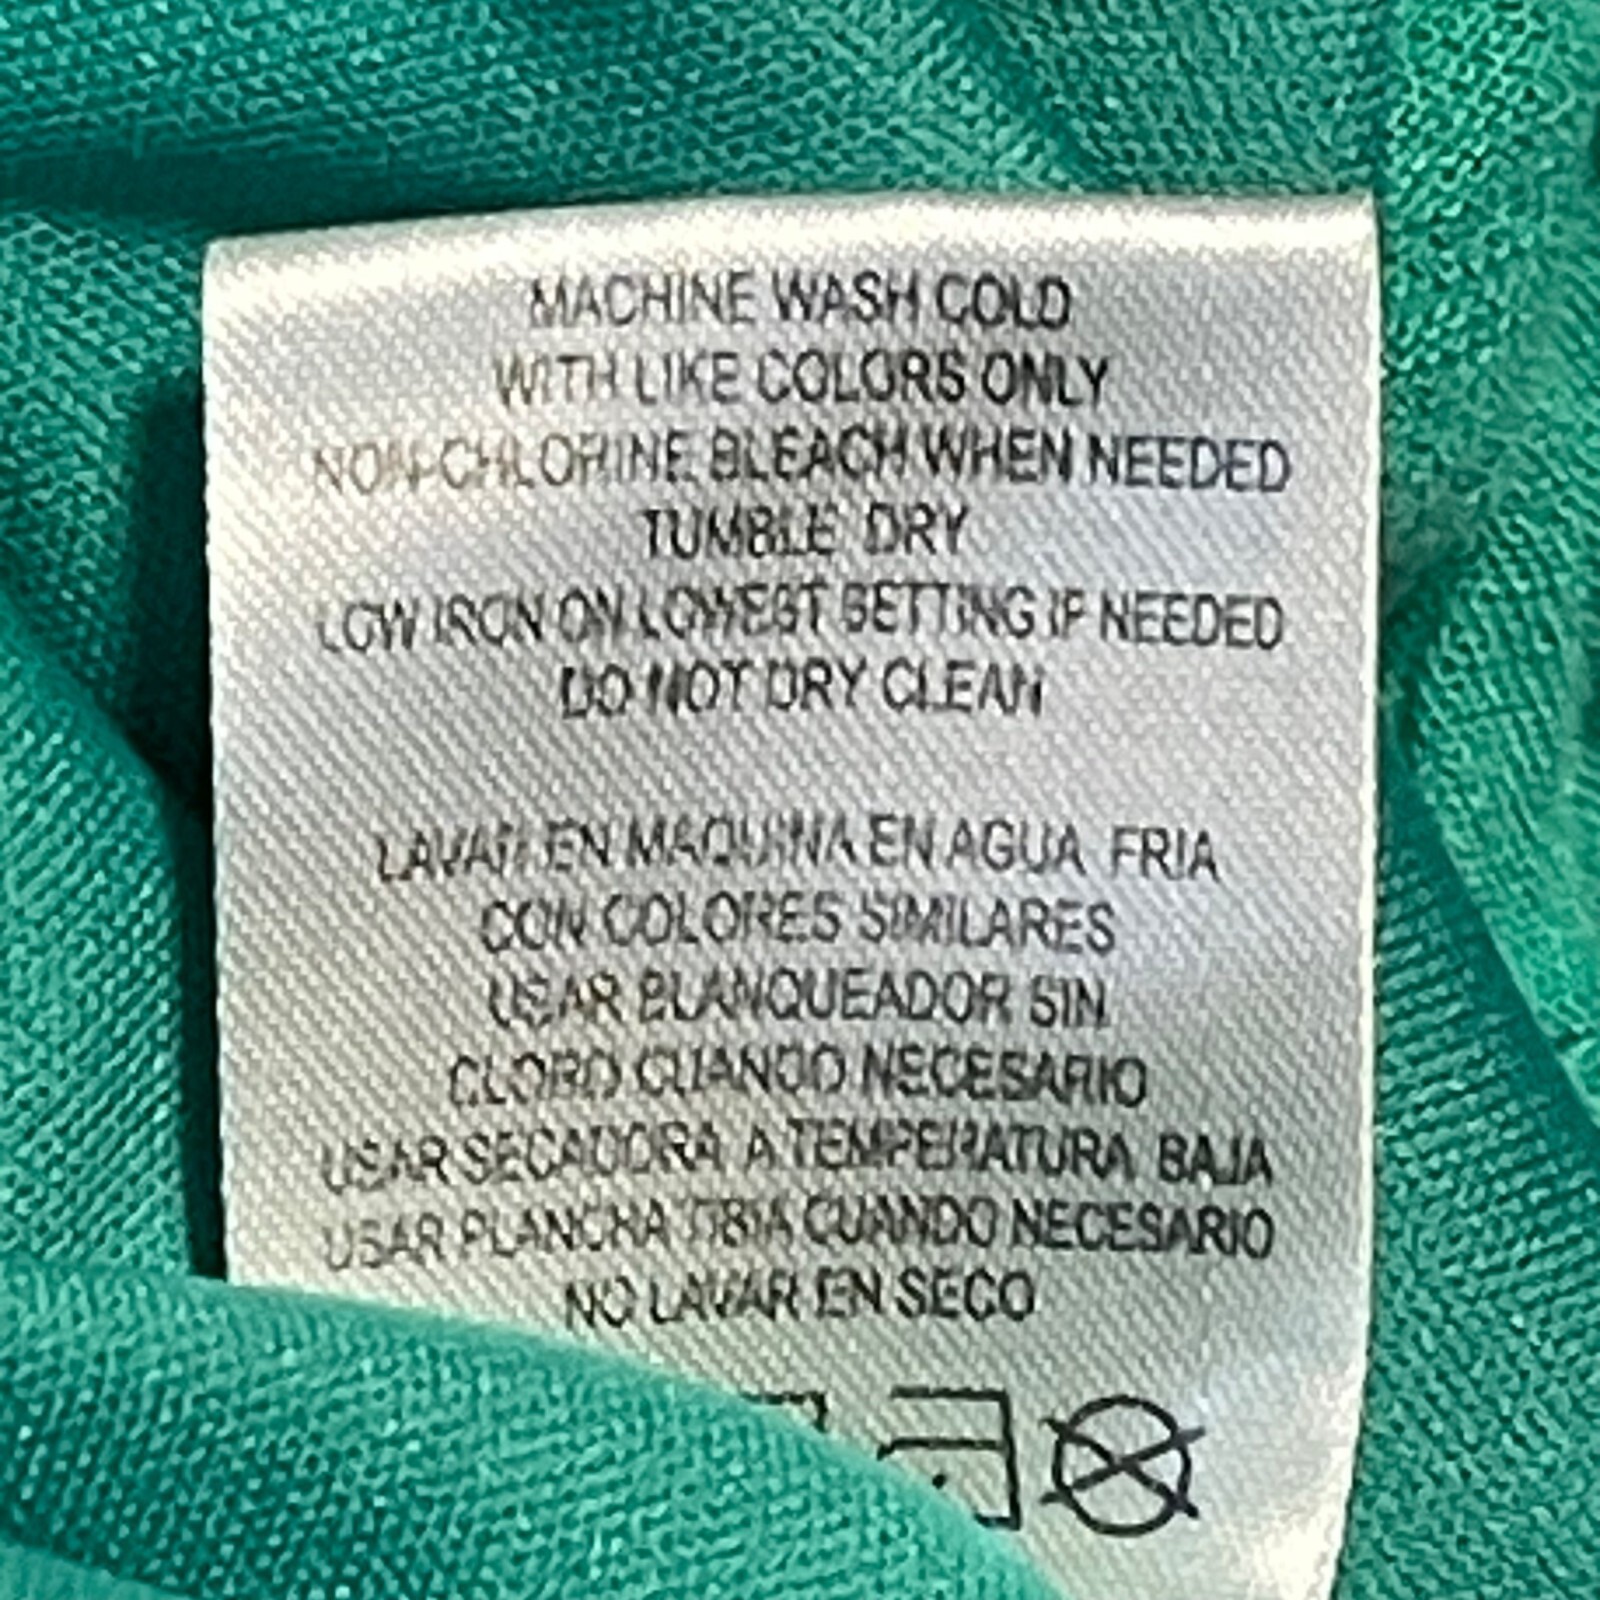 MACHINE WASH COLD
WITH LIKE COLORS ONLY
NON-CHLORINE BLEACH WHEN NEEDED
TUMBLE DRY
LOW IRON ON LOWEST SETTING IF NEEDED
DO NOT DRY CLEAN
LAVAR EN MAQUINA EN AGUA FRIA
CON COLORES SIMILARES
USAR BLANQUEADOR SIN
CLORO CUANDO NECESARIO
USAR SECADORA A TEMPERATURA BAJA
USAR PLANCHA TIBIA CUANDO NECESARIO
NO LAVAR EN SECO